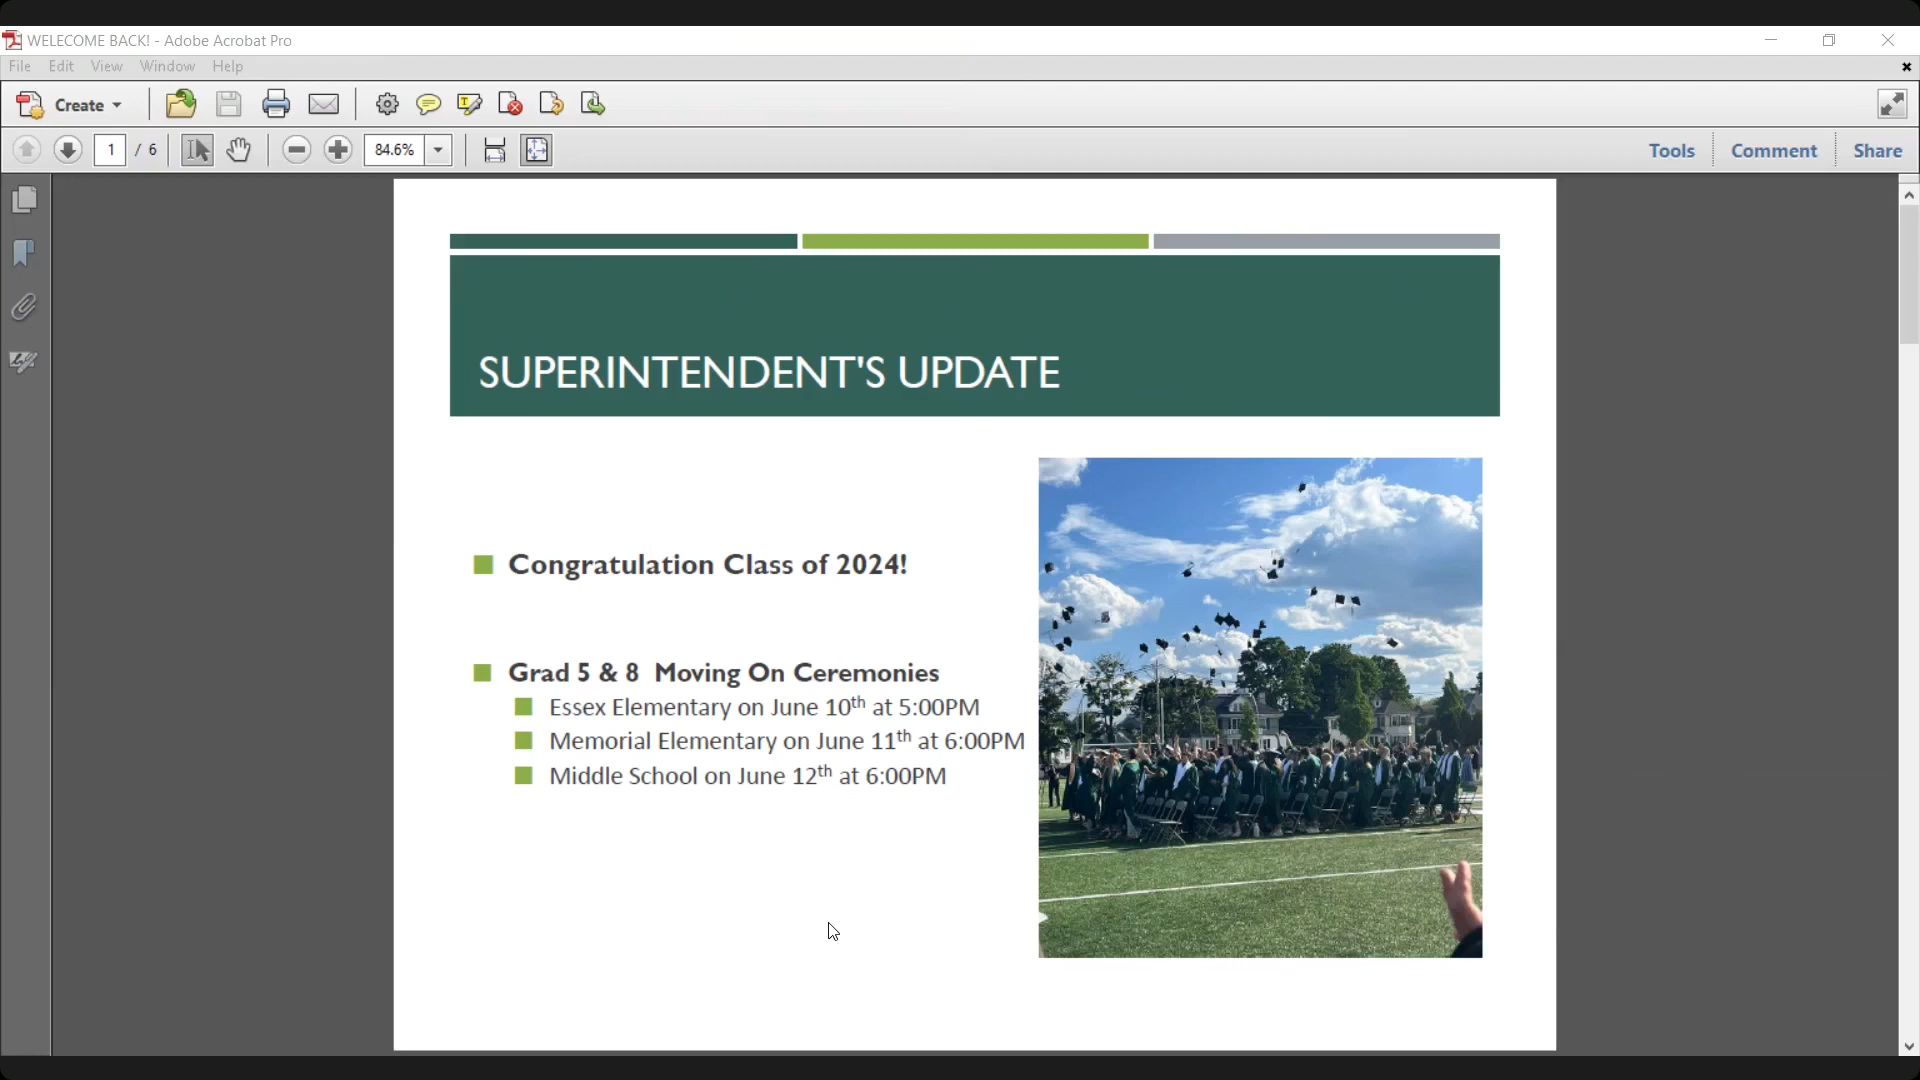 WELECOME BACK! - Adobe Acrobat Pro
File Edit View Window Help
Create
1 / 6 84.6% Tools Comment Share
SUPERINTENDENT'S UPDATE
Congratulation Class of 2024!
Grad 5 & 8 Moving On Ceremonies
Essex Elementary on June 10th at 5:00PM
Memorial Elementary on June 11th at 6:00PM
Middle School on June 12th at 6:00PM